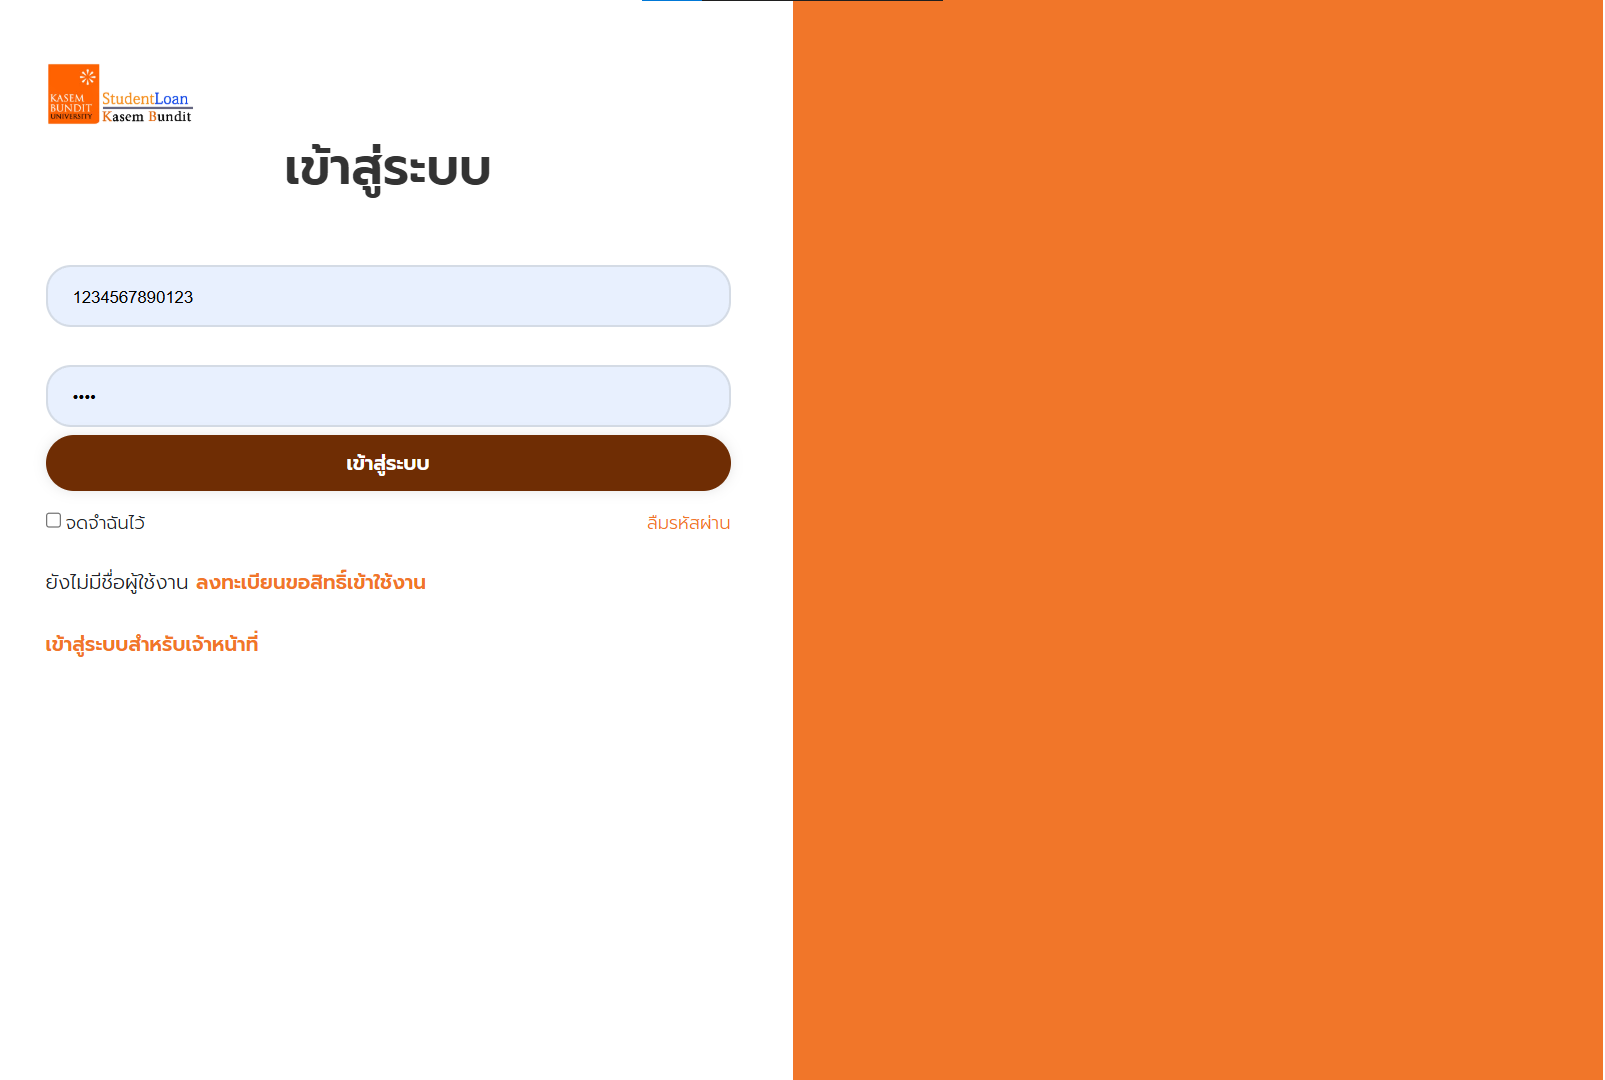 KASEM
BUNDIT
UNIVERSITY
StudentLoan
Kasem Bundit
เข้าสู่ระบบ
1234567890123
••••
เข้าสู่ระบบ
จดจำฉันไว้
ลืมรหัสผ่าน
ยังไม่มีชื่อผู้ใช้งาน ลงทะเบียนขอสิทธิ์เข้าใช้งาน
เข้าสู่ระบบสำหรับเจ้าหน้าที่